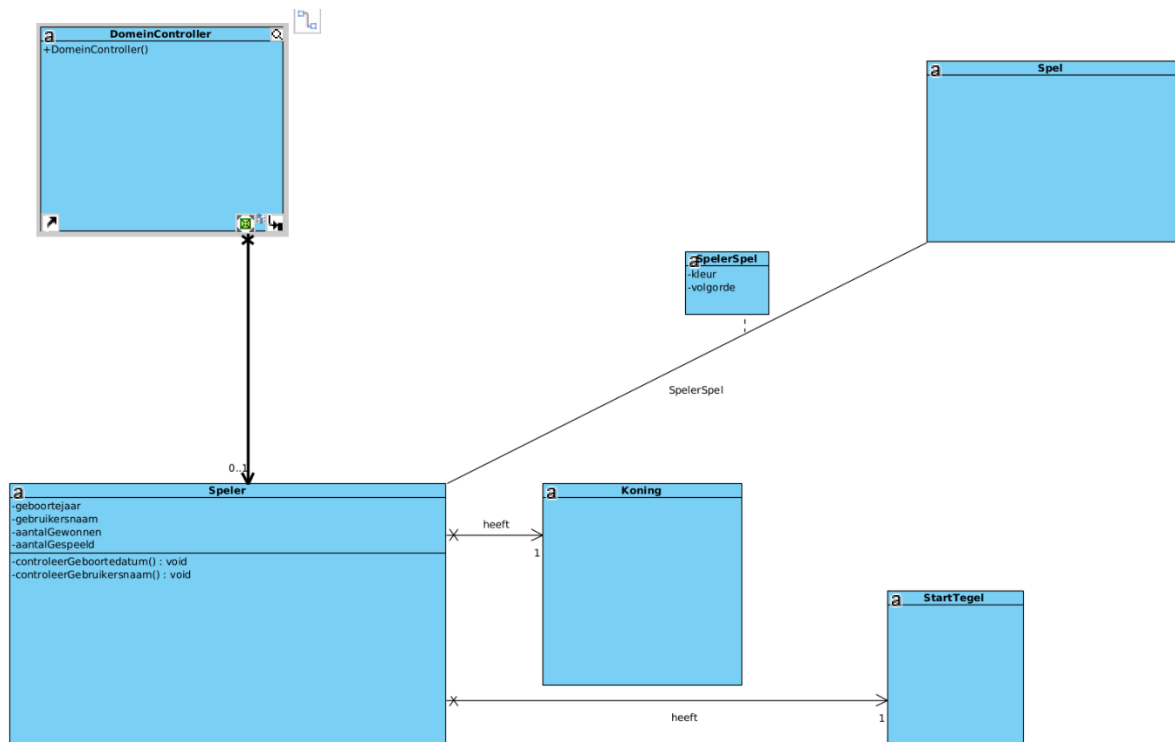 a
DomeinController
+DomeinController()
a
Spel
a
SpelerSpel
-kleur
-volgorde
SpelerSpel
0..1
a
Speler
-geboortejaar
-gebruikersnaam
-aantalGewonnen
-aantalGespeeld
-controleerGeboortedatum() : void
-controleerGebruikersnaam() : void
heeft
1
a
Koning
a
StartTegel
heeft
1